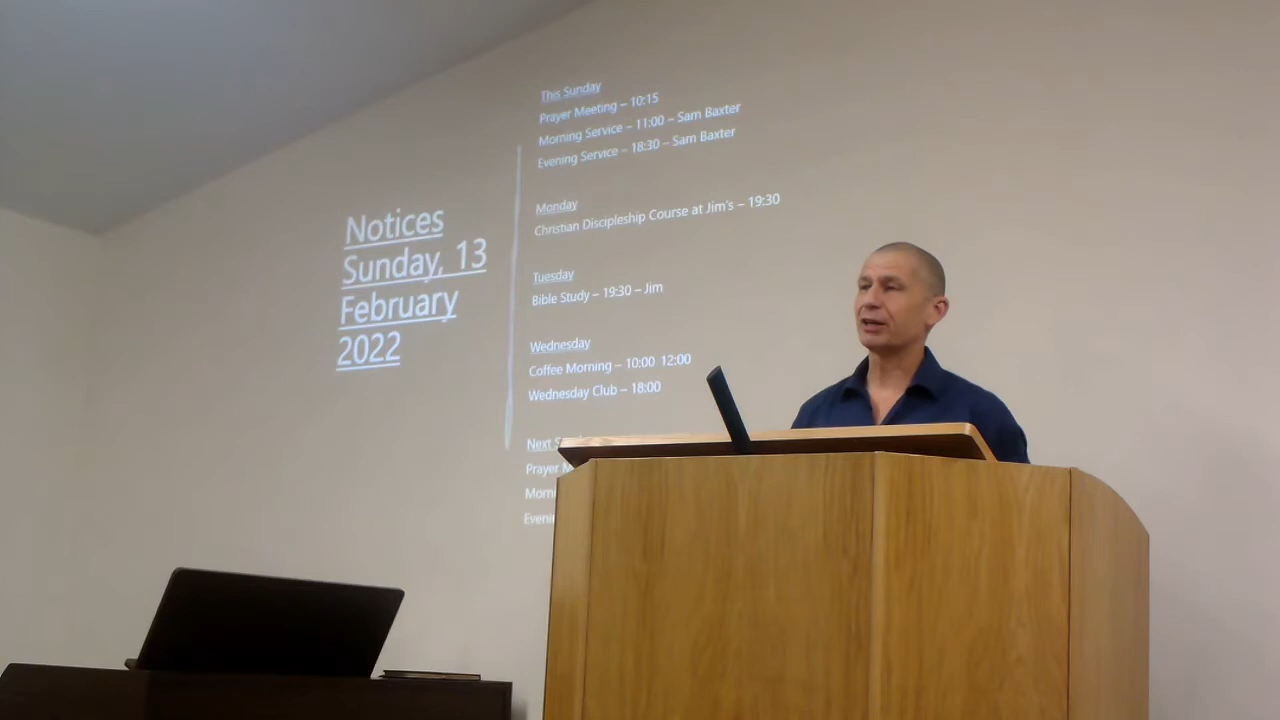 Notices
Sunday, 13
February
2022
This Sunday
Prayer Meeting – 10:15
Morning Service – 11:00 – Sam Baxter
Evening Service – 18:30 – Sam Baxter
Monday
Christian Discipleship Course at Jim's – 19:30
Tuesday
Bible Study – 19:30 – Jim
Wednesday
Coffee Morning – 10:00 12:00
Wednesday Club – 18:00
Next
Prayer